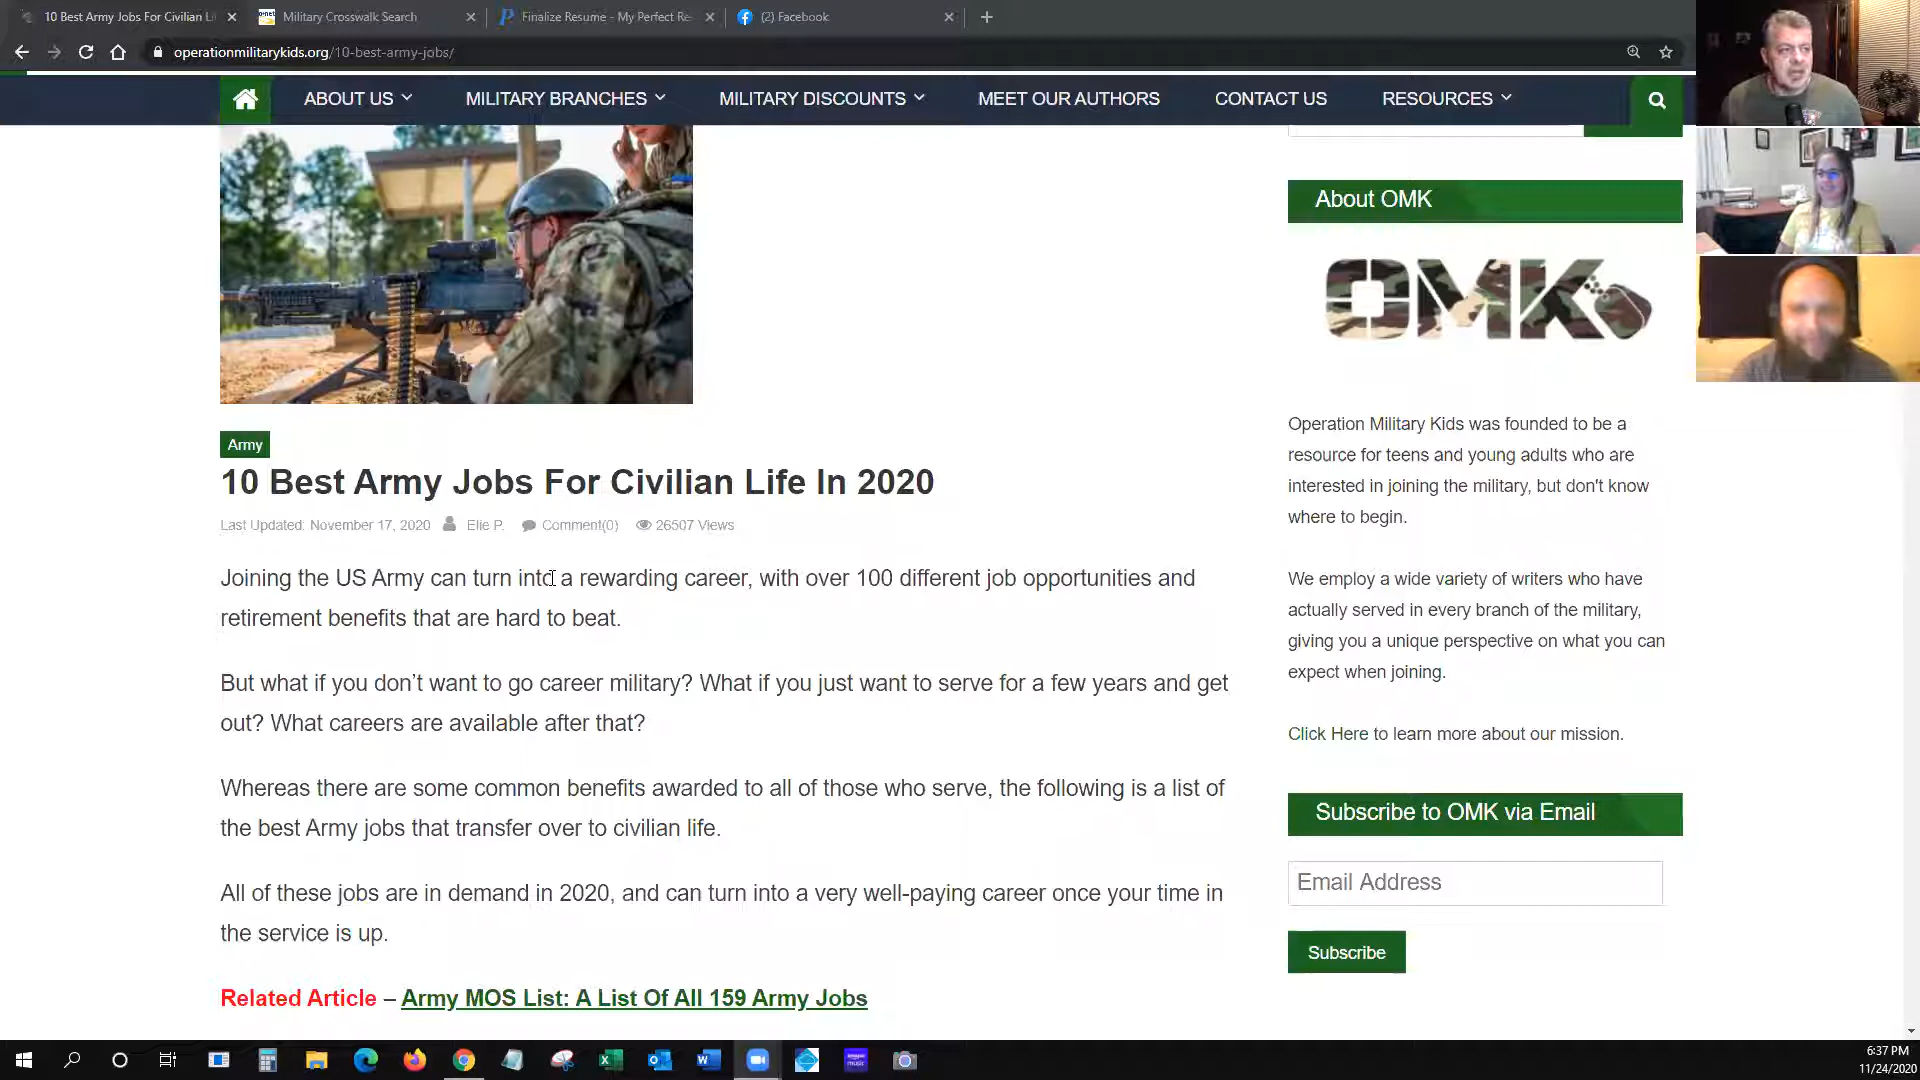 10 Best Army Jobs For Civilian Li
Military Crosswalk Search
Finalize Resume - My Perfect Re
(2) Facebook
operationmilitarykids.org/10-best-army-jobs/
ABOUT US
MILITARY BRANCHES
MILITARY DISCOUNTS
MEET OUR AUTHORS
CONTACT US
RESOURCES
Army
10 Best Army Jobs For Civilian Life In 2020
Last Updated: November 17, 2020 Elie P. Comment(0) 26507 Views
Joining the US Army can turn into a rewarding career, with over 100 different job opportunities and
retirement benefits that are hard to beat.
But what if you don’t want to go career military? What if you just want to serve for a few years and get
out? What careers are available after that?
Whereas there are some common benefits awarded to all of those who serve, the following is a list of
the best Army jobs that transfer over to civilian life.
All of these jobs are in demand in 2020, and can turn into a very well-paying career once your time in
the service is up.
Related Article – Army MOS List: A List Of All 159 Army Jobs
About OMK
OMK
Operation Military Kids was founded to be a
resource for teens and young adults who are
interested in joining the military, but don't know
where to begin.
We employ a wide variety of writers who have
actually served in every branch of the military,
giving you a unique perspective on what you can
expect when joining.
Click Here to learn more about our mission.
Subscribe to OMK via Email
Email Address
Subscribe
6:37 PM
11/24/2020